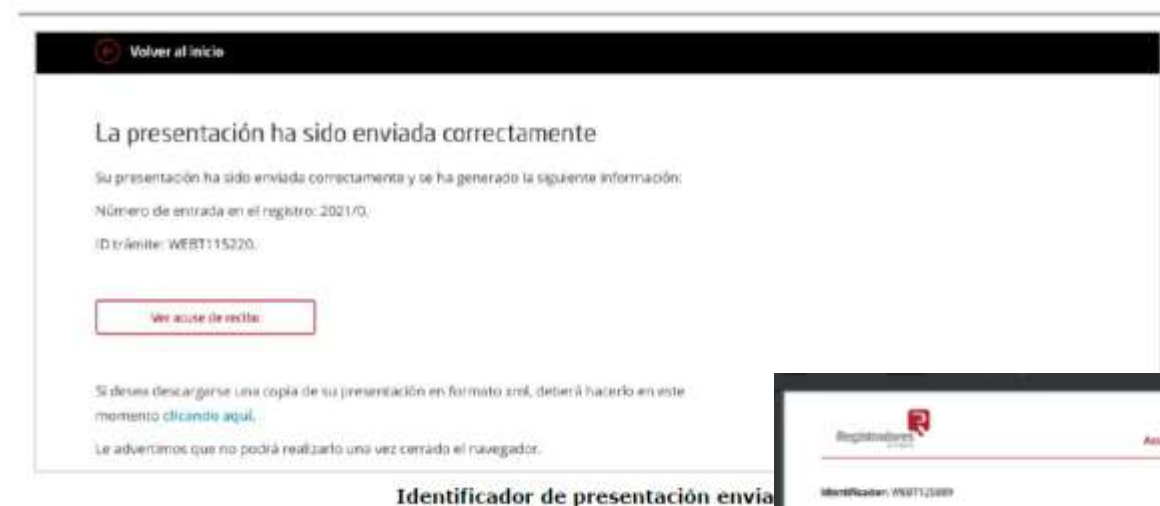 Volver al inicio
La presentación ha sido enviada correctamente
Su presentación ha sido enviada correctamente y se ha generado la siguiente información:
Número de entrada en el registro: 2021/0.
ID trámite: WEBT115220.
Ver acuse de recibo
Si desea descargarse una copia de su presentación en formato xml, deberá hacerlo en este
momento clicando aquí.
Le advertimos que no podrá realizarlo una vez cerrado el navegador.
Registradores
Identificador de presentación envia
Identificador: